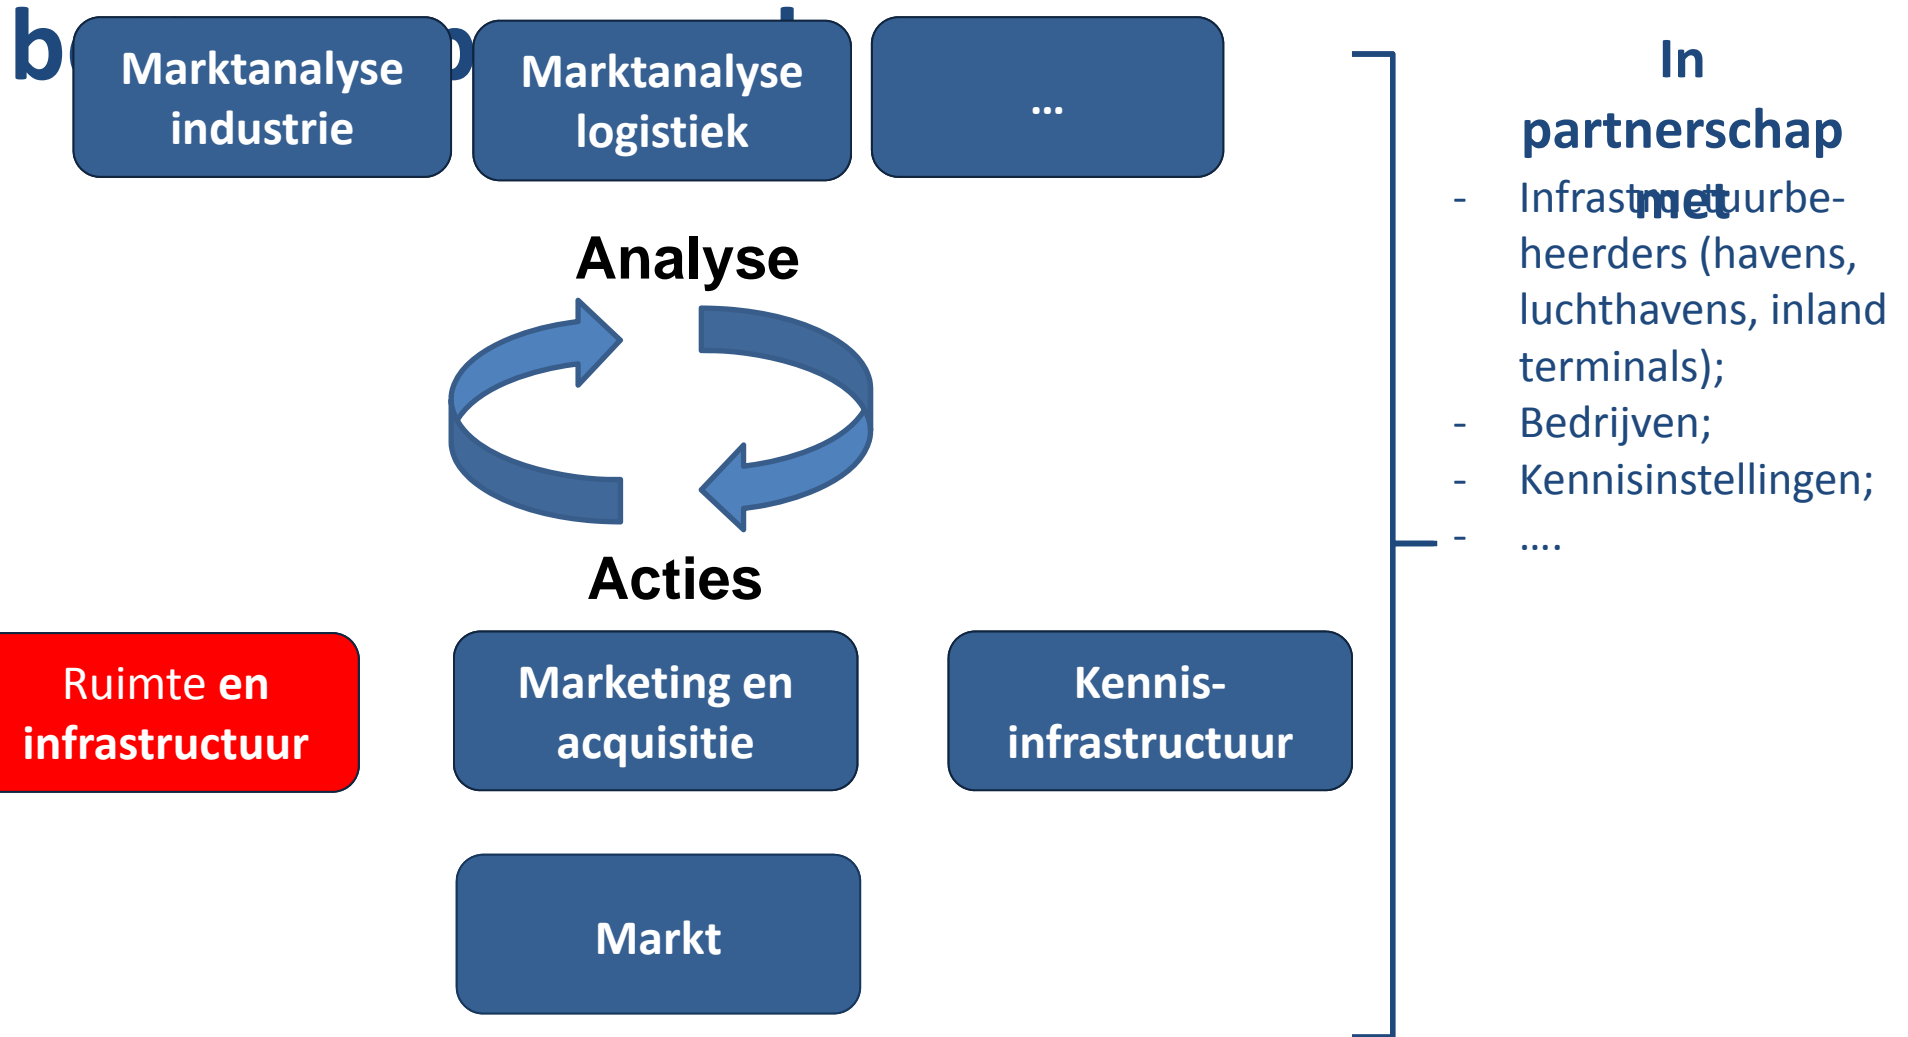 Marktanalyse
industrie
Marktanalyse
logistiek
...
Analyse
Acties
Ruimte en
infrastructuur
Marketing en
acquisitie
Kennis-
infrastructuur
Markt
In
partnerschap
met
- Infrastructuurbe-
heerders (havens,
luchthavens, inland
terminals);
- Bedrijven;
- Kennisinstellingen;
- ....